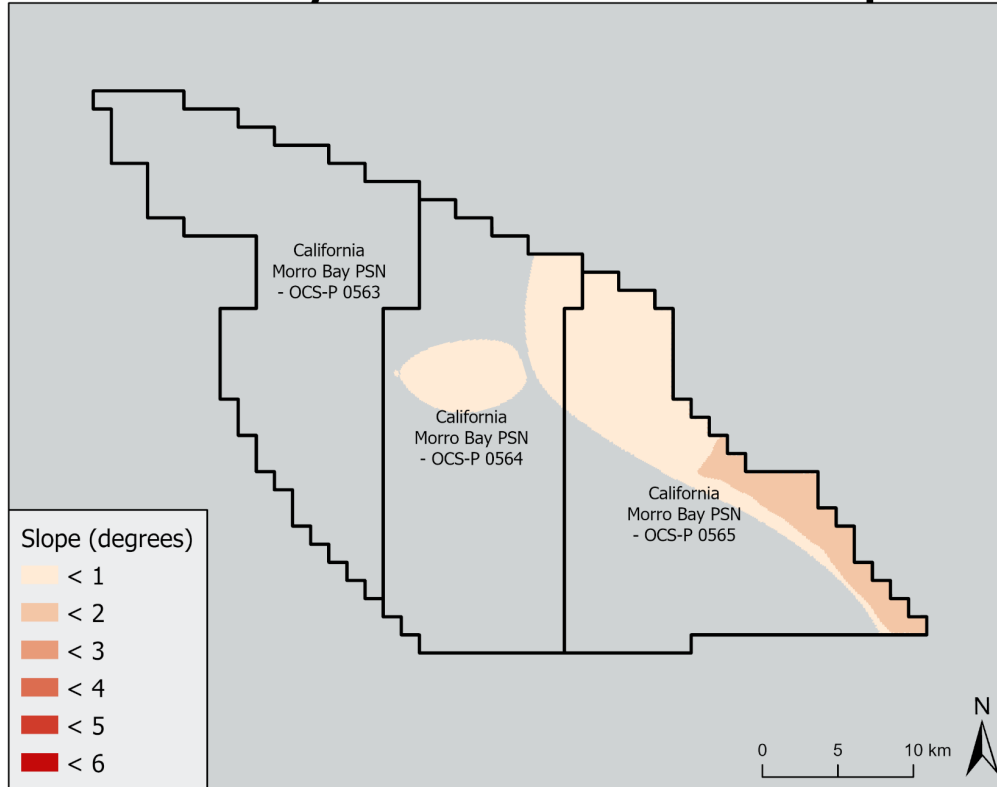 California
Morro Bay PSN
- OCS-P 0563
California
Morro Bay PSN
- OCS-P 0564
California
Morro Bay PSN
- OCS-P 0565
Slope (degrees)
< 1
< 2
< 3
< 4
< 5
< 6
N
0 5 10 km